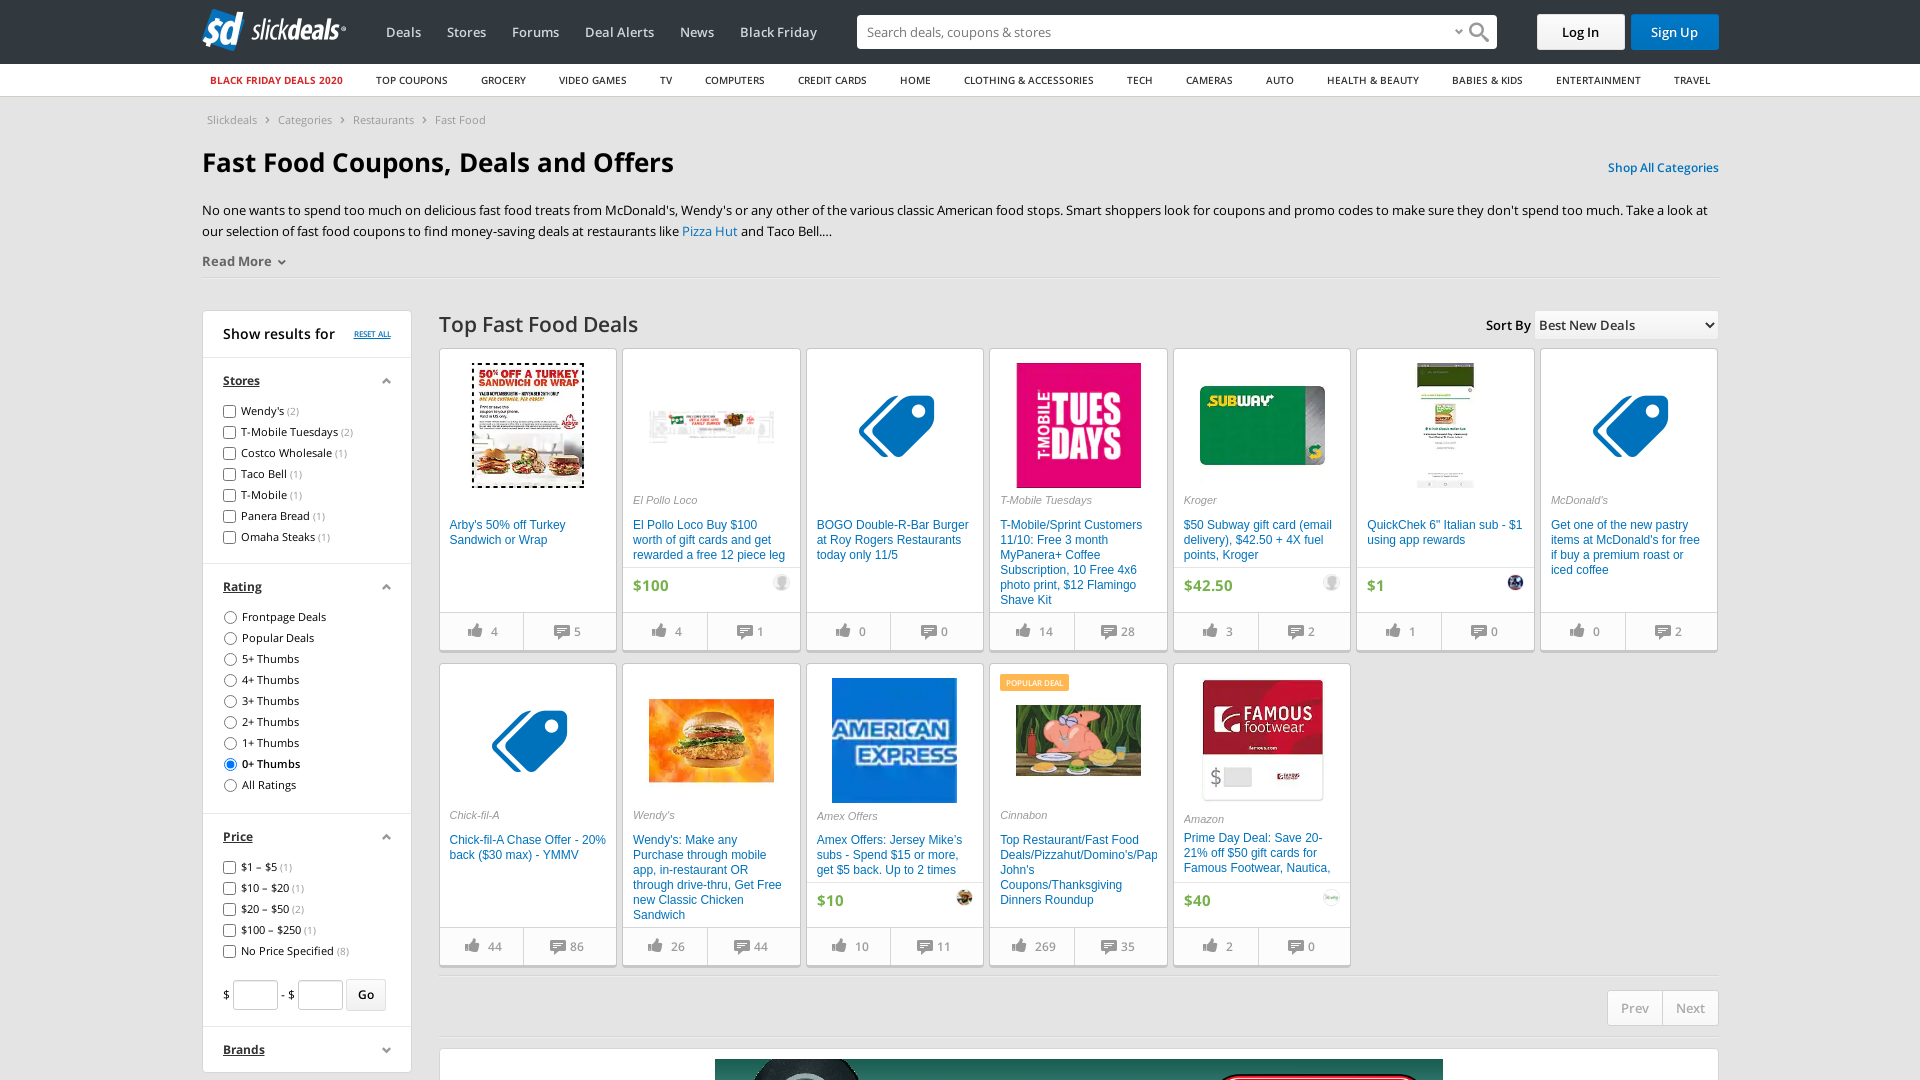 sd slickdeals
Deals
Stores
Forums
Deal Alerts
News
Black Friday
Search deals, coupons & stores
Log In
Sign Up
BLACK FRIDAY DEALS 2020
TOP COUPONS
GROCERY
VIDEO GAMES
TV
COMPUTERS
CREDIT CARDS
HOME
CLOTHING & ACCESSORIES
TECH
CAMERAS
AUTO
HEALTH & BEAUTY
BABIES & KIDS
ENTERTAINMENT
TRAVEL
Slickdeals > Categories > Restaurants > Fast Food
Fast Food Coupons, Deals and Offers
Shop All Categories
No one wants to spend too much on delicious fast food treats from McDonald's, Wendy's or any other of the various classic American food stops. Smart shoppers look for coupons and promo codes to make sure they don't spend too much. Take a look at
our selection of fast food coupons to find money-saving deals at restaurants like Pizza Hut and Taco Bell....
Read More
Show results for
RESET ALL
Stores
Wendy's (2)
T-Mobile Tuesdays (2)
Costco Wholesale (1)
Taco Bell (1)
T-Mobile (1)
Panera Bread (1)
Omaha Steaks (1)
Rating
Frontpage Deals
Popular Deals
5+ Thumbs
4+ Thumbs
3+ Thumbs
2+ Thumbs
1+ Thumbs
0+ Thumbs
All Ratings
Price
$1 – $5 (1)
$10 – $20 (1)
$20 – $50 (2)
$100 – $250 (1)
No Price Specified (8)
$ - $ Go
Brands
Top Fast Food Deals
Sort By Best New Deals
50% OFF A TURKEY
SANDWICH OR WRAP
Arby's 50% off Turkey
Sandwich or Wrap
4
5
El Pollo Loco
El Pollo Loco Buy $100
worth of gift cards and get
rewarded a free 12 piece leg
$100
4
1
BOGO Double-R-Bar Burger
at Roy Rogers Restaurants
today only 11/5
0
0
T-MOBILE
TUES
DAYS
T-Mobile Tuesdays
T-Mobile/Sprint Customers
11/10: Free 3 month
MyPanera+ Coffee
Subscription, 10 Free 4x6
photo print, $12 Flamingo
Shave Kit
14
28
SUBWAY
Kroger
$50 Subway gift card (email
delivery), $42.50 + 4X fuel
points, Kroger
$42.50
3
2
QuickChek 6" Italian sub - $1
using app rewards
$1
1
0
McDonald's
Get one of the new pastry
items at McDonald's for free
if buy a premium roast or
iced coffee
0
2
Chick-fil-A
Chick-fil-A Chase Offer - 20%
back ($30 max) - YMMV
44
86
Wendy's
Wendy's: Make any
Purchase through mobile
app, in-restaurant OR
through drive-thru, Get Free
new Classic Chicken
Sandwich
26
44
AMERICAN
EXPRESS
Amex Offers
Amex Offers: Jersey Mike's
subs - Spend $15 or more,
get $5 back. Up to 2 times
$10
10
11
POPULAR DEAL
Cinnabon
Top Restaurant/Fast Food
Deals/Pizzahut/Domino's/Pap
John's
Coupons/Thanksgiving
Dinners Roundup
269
35
FAMOUS
footwear.
famous.com
$
Amazon
Prime Day Deal: Save 20-
21% off $50 gift cards for
Famous Footwear, Nautica,
$40
2
0
Prev
Next